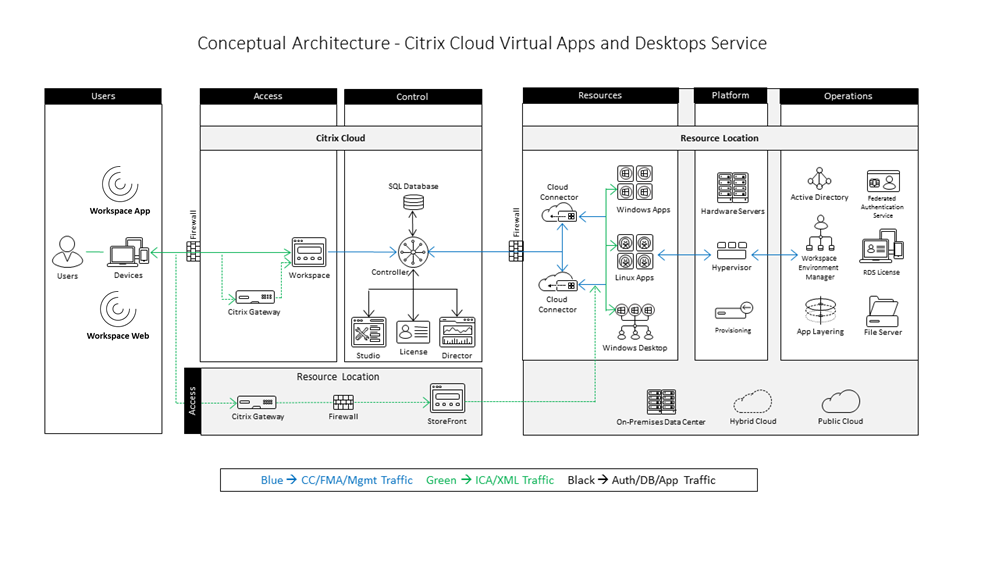 Conceptual Architecture - Citrix Cloud Virtual Apps and Desktops Service
Users
Access
Control
Resources
Platform
Operations
Citrix Cloud
Resource Location
Workspace App
Users
Devices
Workspace Web
Firewall
Workspace
Citrix Gateway
SQL Database
Controller
Studio
License
Director
Firewall
Cloud
Connector
Cloud
Connector
Windows Apps
Linux Apps
Windows Desktop
Hardware Servers
Hypervisor
Provisioning
Active Directory
Federated
Authentication
Service
Workspace
Environment
Manager
RDS License
App Layering
File Server
Access
Resource Location
Citrix Gateway
Firewall
StoreFront
On-Premises Data Center
Hybrid Cloud
Public Cloud
Blue → CC/FMA/Mgmt Traffic Green → ICA/XML Traffic Black → Auth/DB/App Traffic